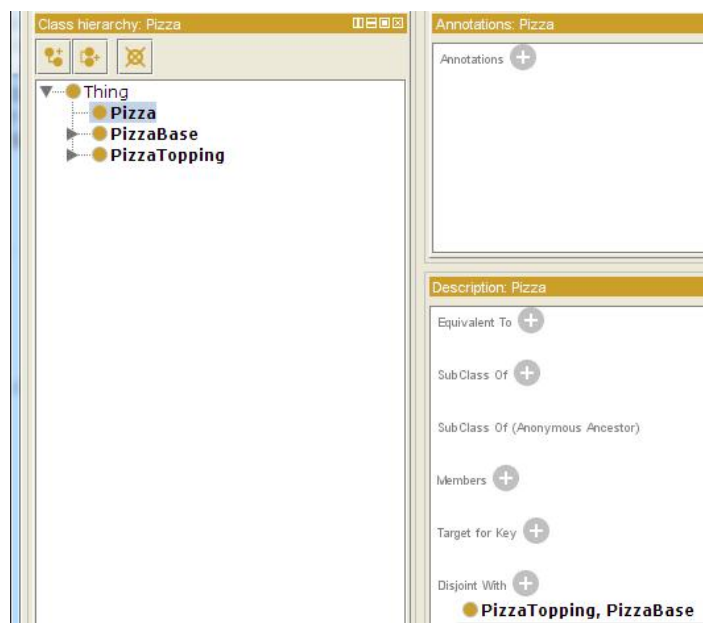 Class hierarchy: Pizza
Thing
Pizza
PizzaBase
PizzaTopping
Annotations: Pizza
Annotations
Description: Pizza
Equivalent To
SubClass Of
SubClass Of (Anonymous Ancestor)
Members
Target for Key
Disjoint With
PizzaTopping, PizzaBase